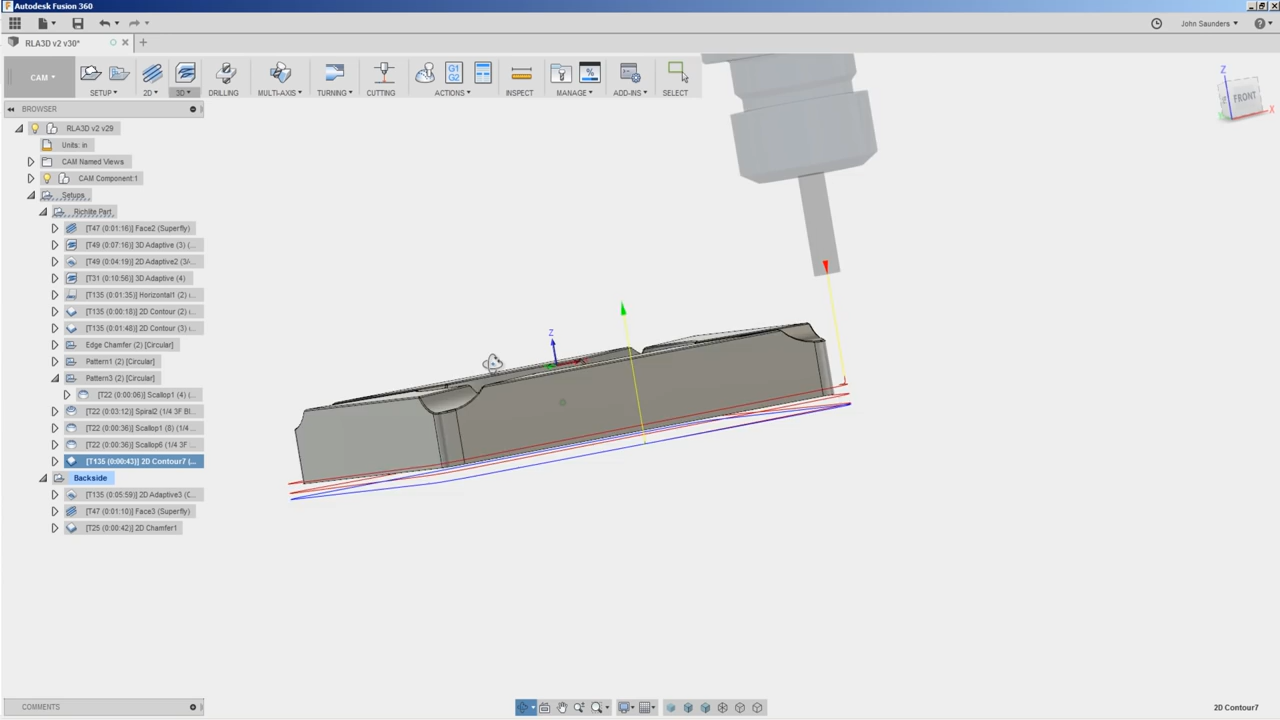 Autodesk Fusion 360
John Saunders
RLA3D v2 v30*
CAM
SETUP
2D
3D
DRILLING
MULTI-AXIS
TURNING
CUTTING
G1
G2
ACTIONS
INSPECT
MANAGE
ADD-INS
SELECT
BROWSER
RLA3D v2 v29
Units: in
CAM Named Views
CAM Component:1
Setups
Richlite Part
[T47 (0:01:16)] Face2 (Superfly)
[T49 (0:07:16)] 3D Adaptive (3) (...
[T49 (0:04:19)] 2D Adaptive2 (3/...
[T31 (0:10:56)] 3D Adaptive (4)
[T135 (0:01:35)] Horizontal1 (2) (...
[T135 (0:00:18)] 2D Contour (2) (...
[T135 (0:01:48)] 2D Contour (3) (...
Edge Chamfer (2) [Circular]
Pattern1 (2) [Circular]
Pattern3 (2) [Circular]
[T22 (0:00:06)] Scallop1 (4) (...
[T22 (0:03:12)] Spiral2 (1/4 3F Bl...
[T22 (0:00:36)] Scallop1 (8) (1/4 ...
[T22 (0:00:36)] Scallop6 (1/4 3F ...
[T135 (0:00:43)] 2D Contour7 (...
Backside
[T135 (0:05:59)] 2D Adaptive3 (C...
[T47 (0:01:10)] Face3 (Superfly)
[T25 (0:00:42)] 2D Chamfer1
Z
Z
FRONT
X
COMMENTS
2D Contour7